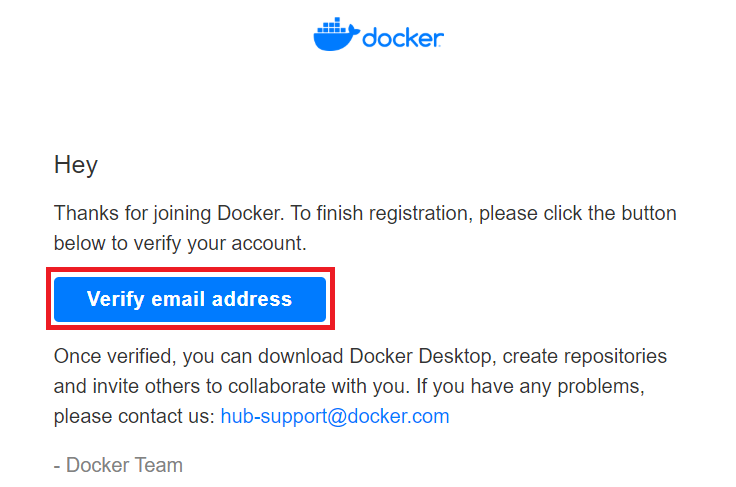 docker
Hey
Thanks for joining Docker. To finish registration, please click the button
below to verify your account.
Verify email address
Once verified, you can download Docker Desktop, create repositories
and invite others to collaborate with you. If you have any problems,
please contact us: hub-support@docker.com
- Docker Team